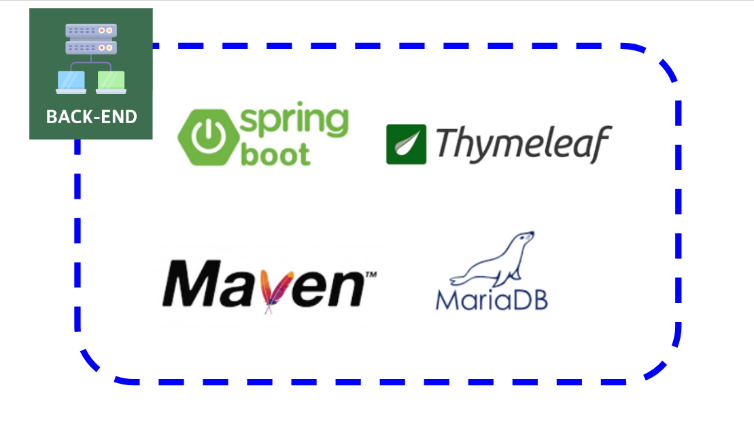 BACK-END
spring
boot
Thymeleaf
Maven™
MariaDB